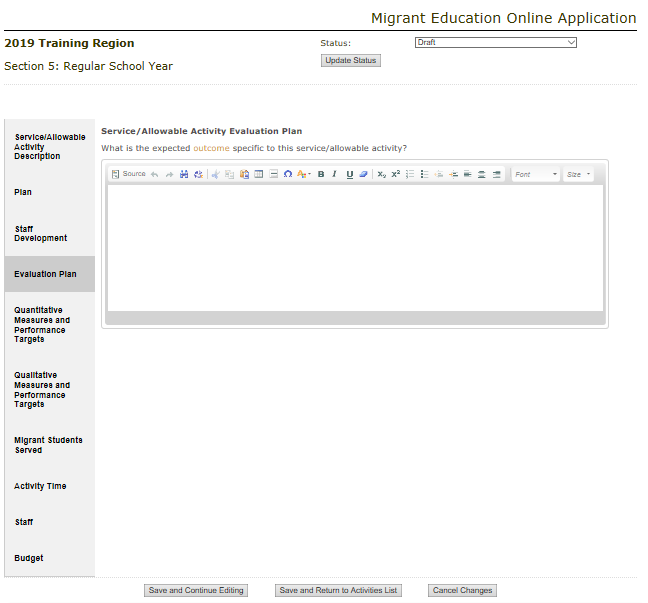 Migrant Education Online Application
2019 Training Region
Status:
Draft
Section 5: Regular School Year
Update Status
Service/Allowable
Activity
Description
Plan
Staff
Development
Evaluation Plan
Quantitative
Measures and
Performance
Targets
Qualitative
Measures and
Performance
Targets
Migrant Students
Served
Activity Time
Staff
Budget
Service/Allowable Activity Evaluation Plan
What is the expected outcome specific to this service/allowable activity?
Source
B I U X₂ X²
Font
Size
Save and Continue Editing
Save and Return to Activities List
Cancel Changes